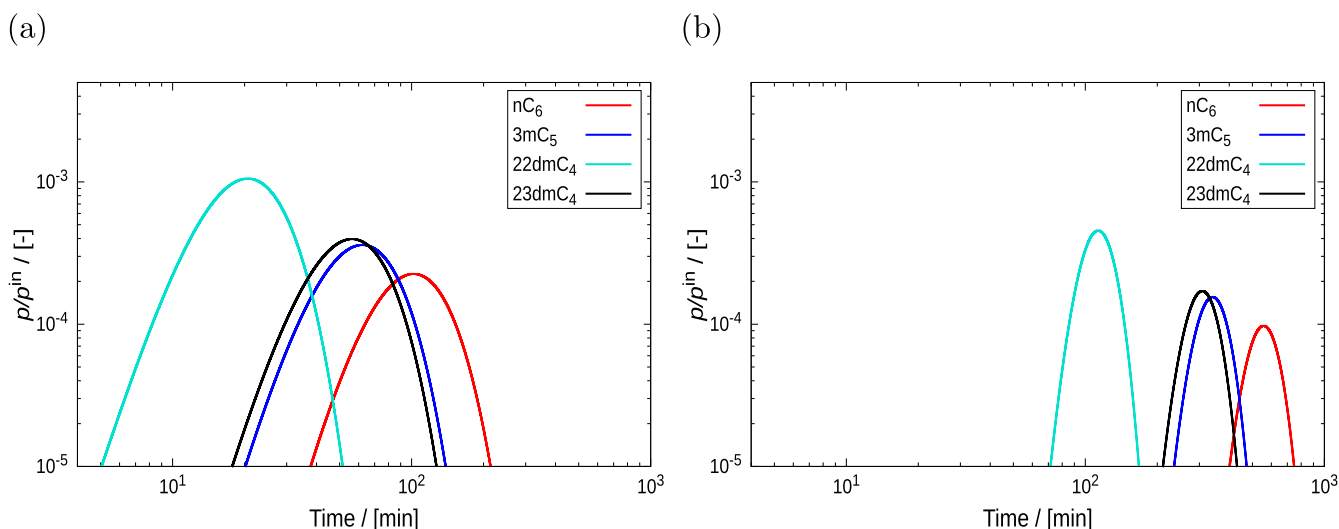 (a)
nC₆
3mC₅
22dmC₄
23dmC₄
10⁻³
10⁻⁴
10⁻⁵
p/pⁱⁿ / [-]
10¹
10²
10³
Time / [min]
(b)
nC₆
3mC₅
22dmC₄
23dmC₄
10⁻³
10⁻⁴
10⁻⁵
p/pⁱⁿ / [-]
10¹
10²
10³
Time / [min]